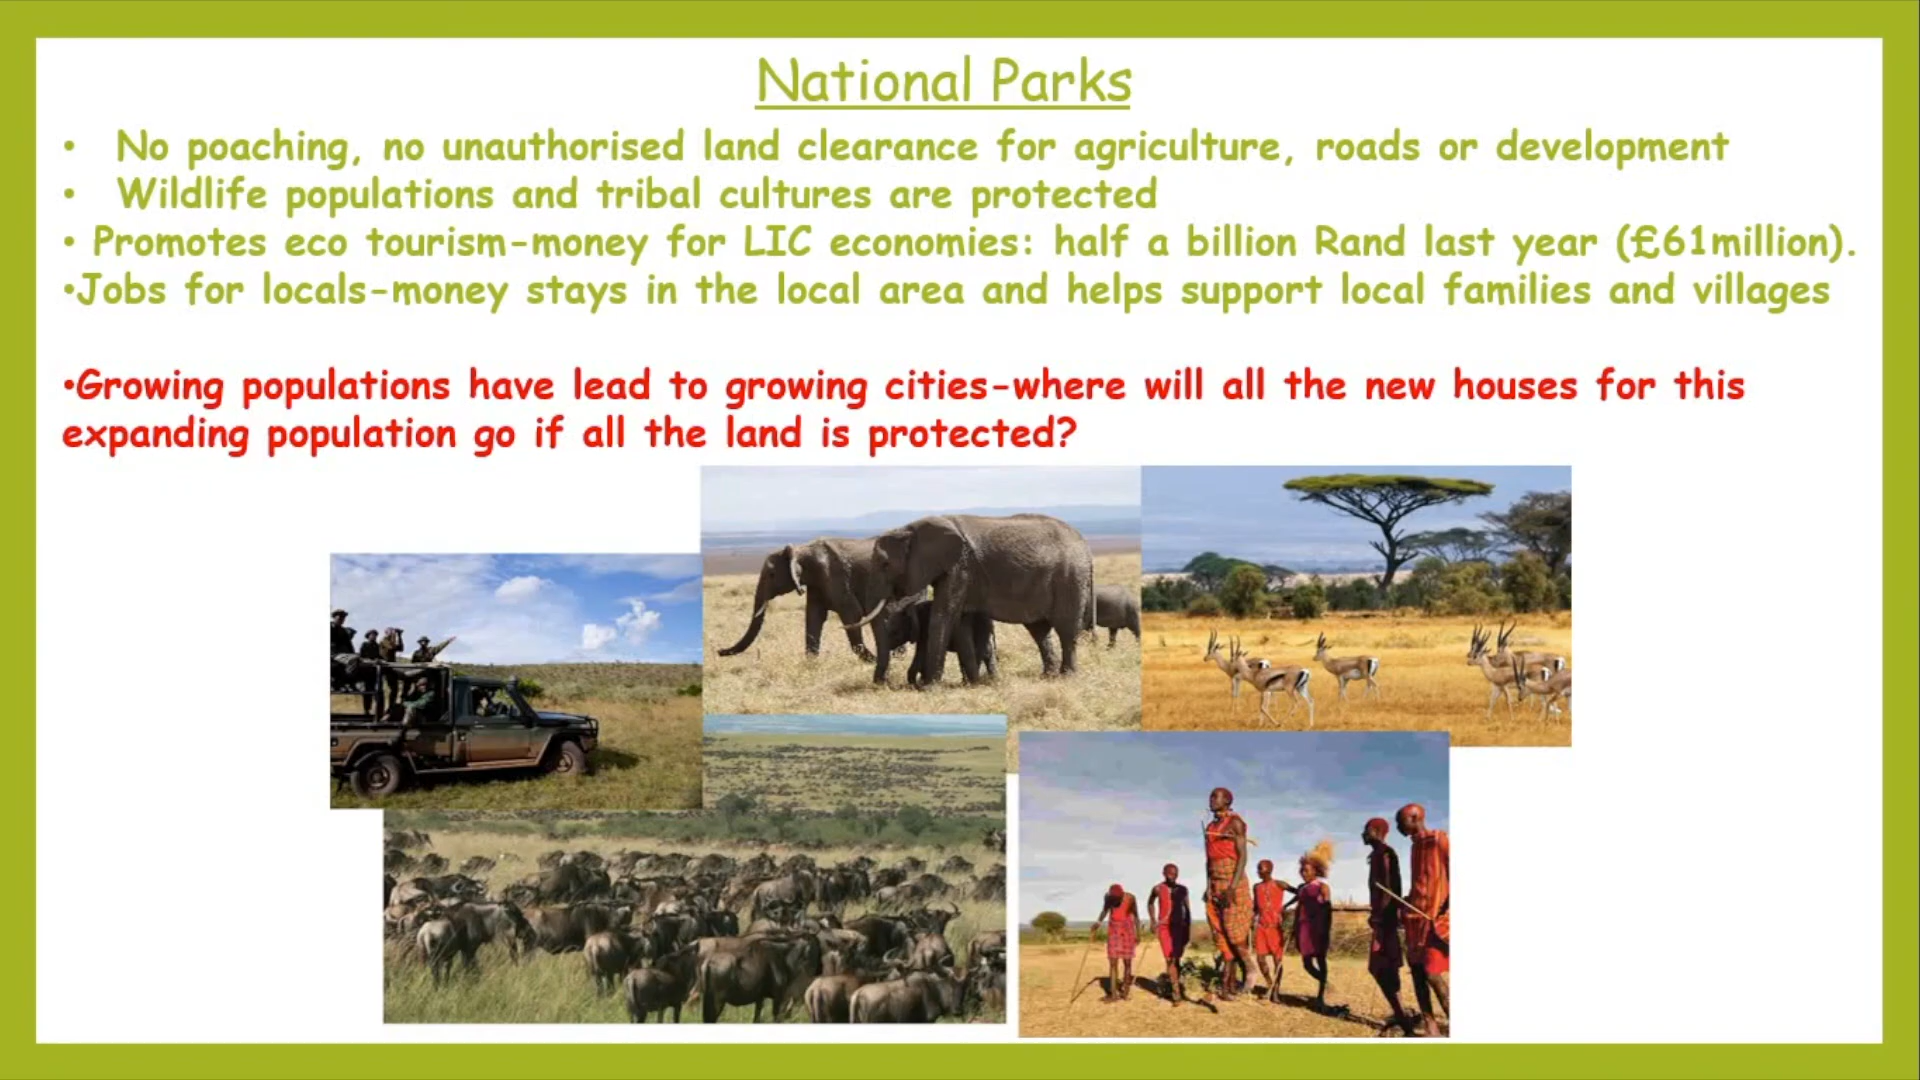 National Parks
• No poaching, no unauthorised land clearance for agriculture, roads or development
• Wildlife populations and tribal cultures are protected
• Promotes eco tourism-money for LIC economies: half a billion Rand last year (£61million).
•Jobs for locals-money stays in the local area and helps support local families and villages
•Growing populations have lead to growing cities-where will all the new houses for this
expanding population go if all the land is protected?